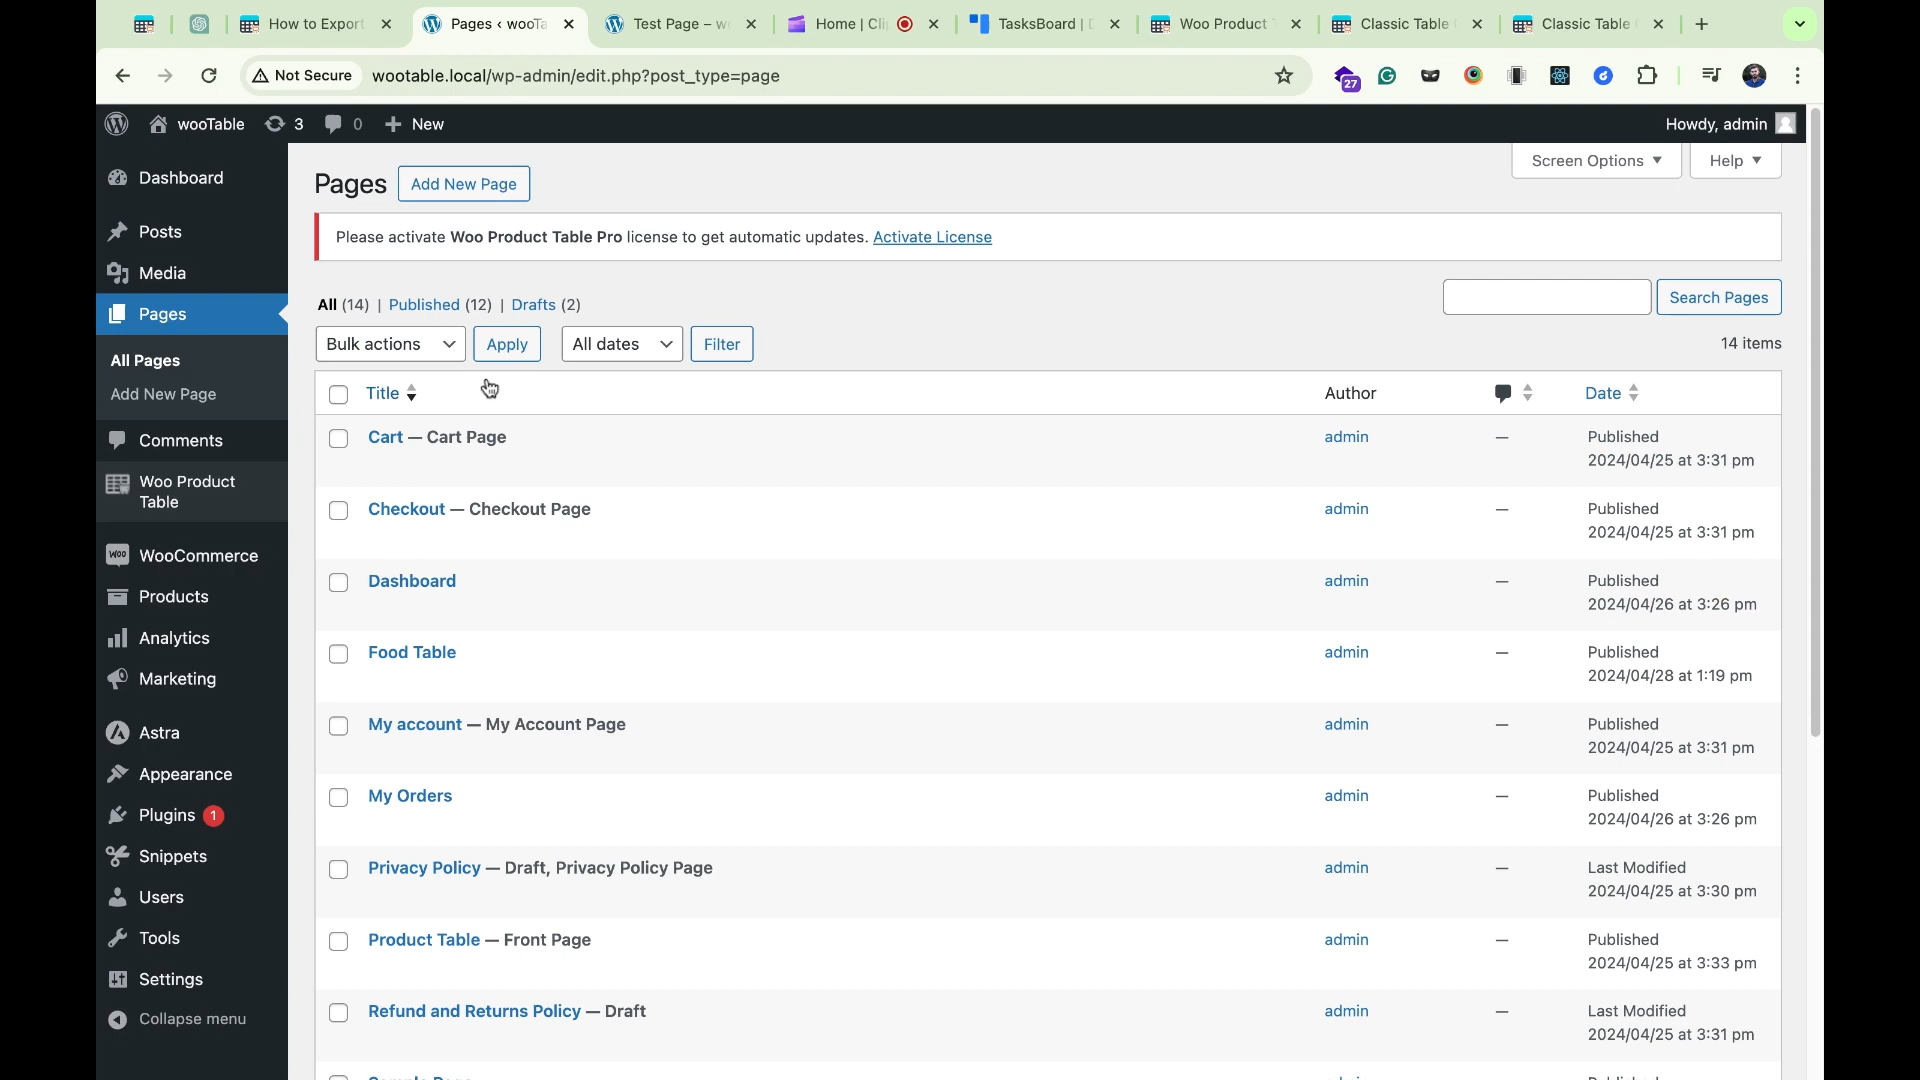 How to Export
Pages ‹ wooTa
Test Page – w
Home | Cli
TasksBoard |
Woo Product
Classic Table
Classic Table
Not Secure
wootable.local/wp-admin/edit.php?post_type=page
27
wooTable
3
0
New
Howdy, admin
Dashboard
Posts
Media
Pages
All Pages
Add New Page
Comments
Woo Product
Table
WooCommerce
Products
Analytics
Marketing
Astra
Appearance
Plugins 1
Snippets
Users
Tools
Settings
Collapse menu
Screen Options
Help
Pages
Add New Page
Please activate Woo Product Table Pro license to get automatic updates. Activate License
All (14) | Published (12) | Drafts (2)
Search Pages
Bulk actions
Apply
All dates
Filter
14 items
Title
Author
Date
Cart — Cart Page
admin
—
Published
2024/04/25 at 3:31 pm
Checkout — Checkout Page
admin
—
Published
2024/04/25 at 3:31 pm
Dashboard
admin
—
Published
2024/04/26 at 3:26 pm
Food Table
admin
—
Published
2024/04/28 at 1:19 pm
My account — My Account Page
admin
—
Published
2024/04/25 at 3:31 pm
My Orders
admin
—
Published
2024/04/26 at 3:26 pm
Privacy Policy — Draft, Privacy Policy Page
admin
—
Last Modified
2024/04/25 at 3:30 pm
Product Table — Front Page
admin
—
Published
2024/04/25 at 3:33 pm
Refund and Returns Policy — Draft
admin
—
Last Modified
2024/04/25 at 3:31 pm